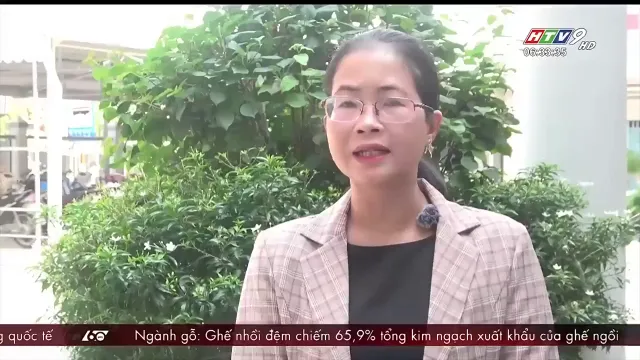 HTV9 HD
06:33:35
g quốc tế 60 Ngành gỗ: Ghế nhồi đệm chiếm 65,9% tổng kim ngạch xuất khẩu của ghế ngồi